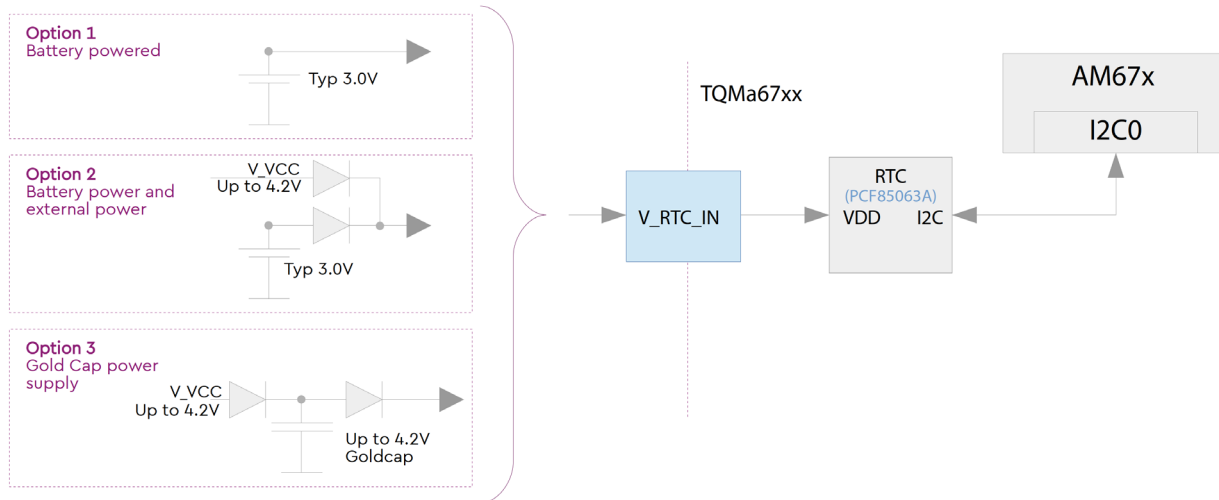 Option 1
Battery powered
Typ 3.0V
Option 2
Battery power and
external power
V_VCC
Up to 4.2V
Typ 3.0V
Option 3
Gold Cap power
supply
V_VCC
Up to 4.2V
Up to 4.2V
Goldcap
TQMa67xx
V_RTC_IN
RTC
(PCF85063A)
VDD I2C
AM67x
I2C0